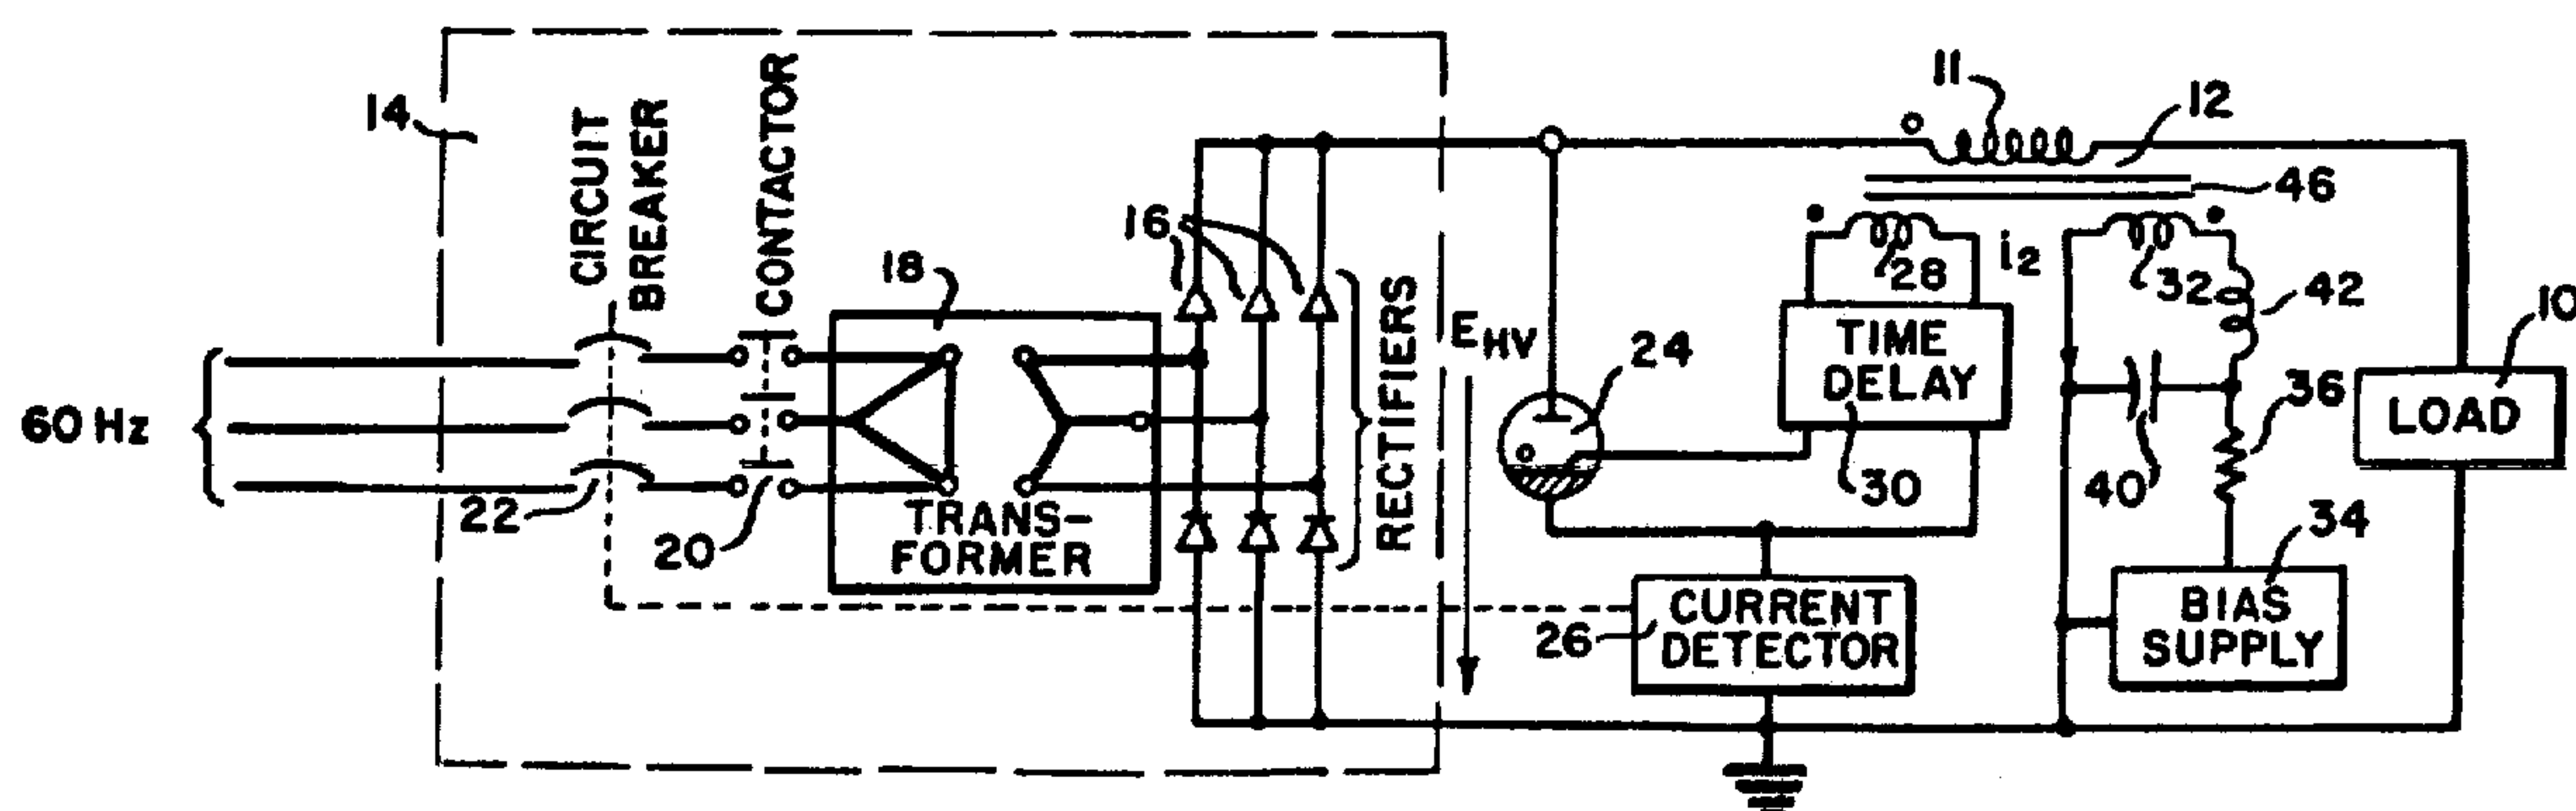 14
CIRCUIT
BREAKER
CONTACTOR
60 Hz
22
20
18
TRANS-
FORMER
16
RECTIFIERS
E HV
24
26
CURRENT
DETECTOR
11
12
46
28
i2
32
42
TIME
DELAY
30
40
36
34
BIAS
SUPPLY
10
LOAD